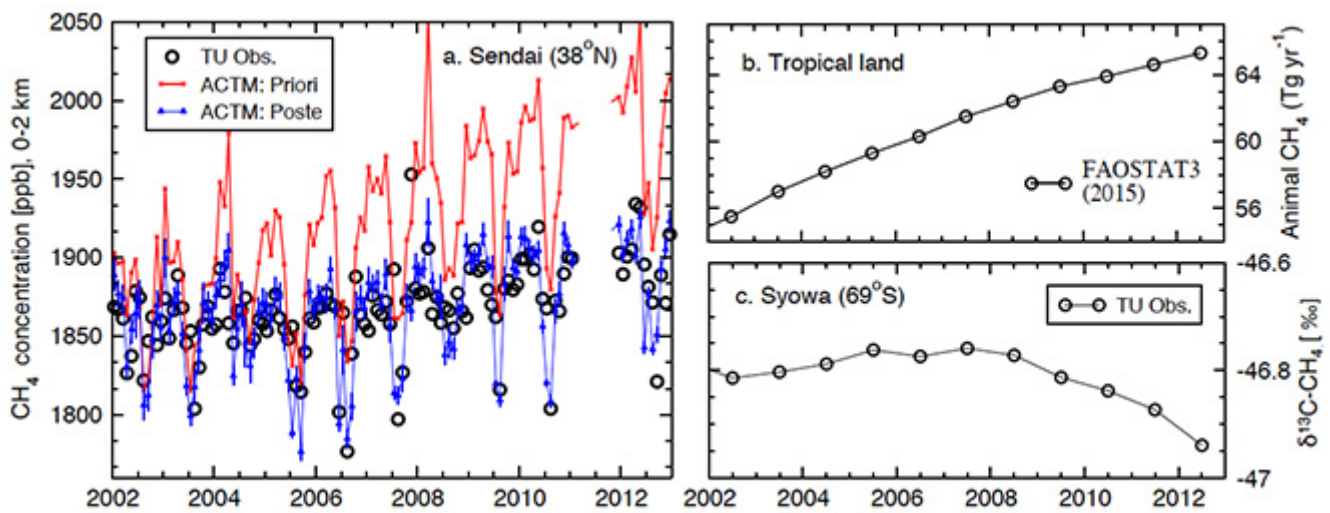 2050
2000
1950
1900
1850
1800
CH4 concentration [ppb], 0-2 km
TU Obs.
ACTM: Priori
ACTM: Poste
a. Sendai (38°N)
2002 2004 2006 2008 2010 2012
b. Tropical land
FAOSTAT3
(2015)
64
60
56
Animal CH4 (Tg yr-1)
c. Syowa (69°S)
TU Obs.
-46.6
-46.8
-47
δ13C-CH4 [ ‰]
2002 2004 2006 2008 2010 2012